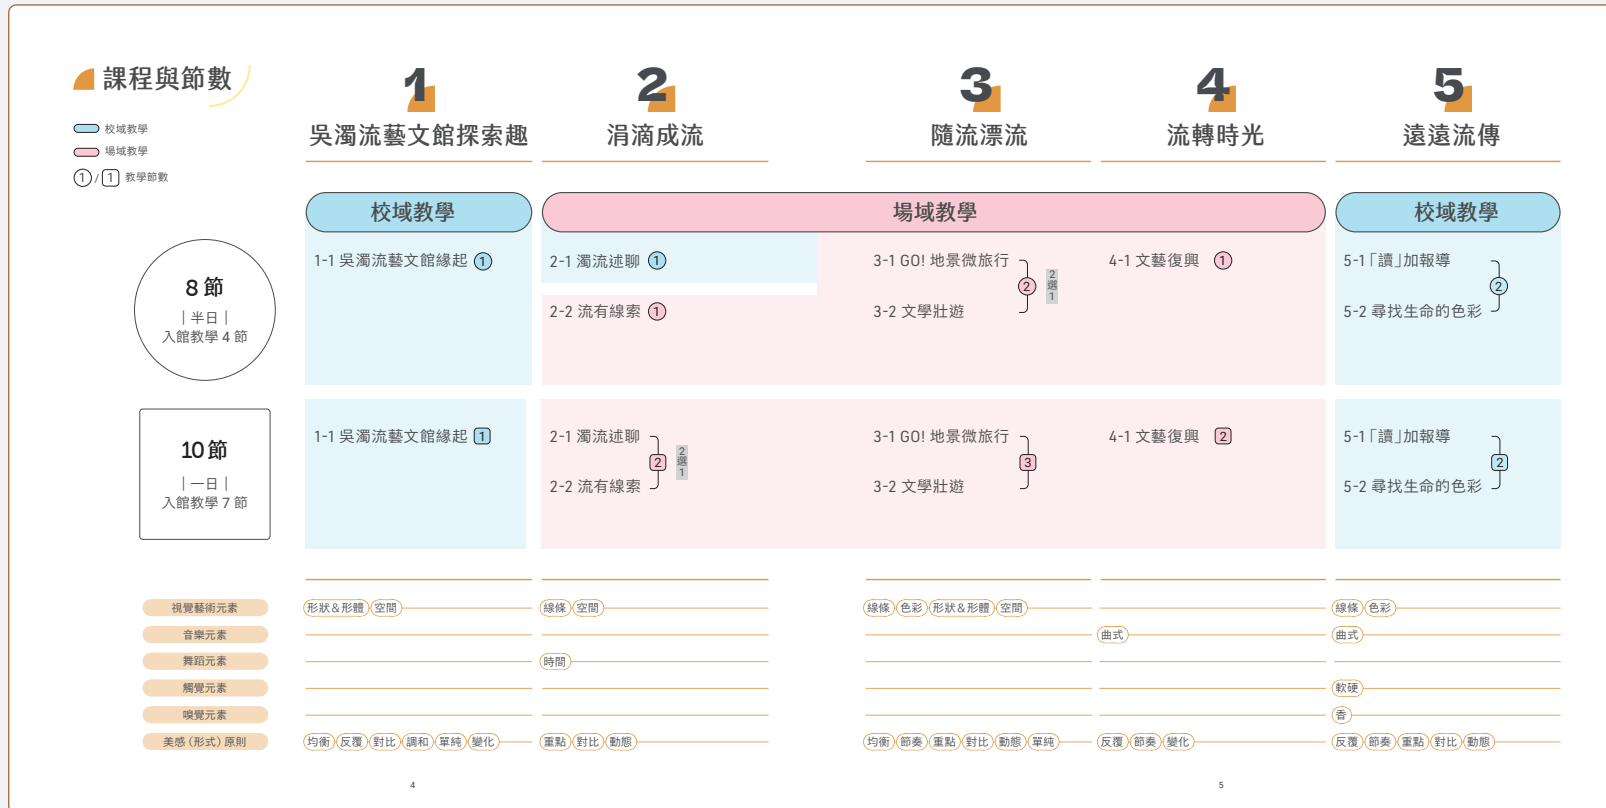 課程與節數
校域教學
場域教學
1 / 1 教學節數
1
吳濁流藝文館探索趣
2
涓滴成流
3
隨流漂流
4
流轉時光
5
遠遠流傳
校域教學
場域教學
校域教學
8 節
｜半日｜
入館教學 4 節
1-1 吳濁流藝文館緣起 1
2-1 濁流述聊 1
2-2 流有線索 1
3-1 GO! 地景微旅行
3-2 文學壯遊
2
2選1
4-1 文藝復興 1
5-1「讀」加報導
5-2 尋找生命的色彩
2
10 節
｜一日｜
入館教學 7 節
1-1 吳濁流藝文館緣起 1
2-1 濁流述聊
2-2 流有線索
2
2選1
3-1 GO! 地景微旅行
3-2 文學壯遊
3
4-1 文藝復興 2
5-1「讀」加報導
5-2 尋找生命的色彩
2
視覺藝術元素 形狀＆形體 空間 線條 空間 線條 色彩 形狀＆形體 空間 線條 色彩
音樂元素 曲式 曲式
舞蹈元素 時間
觸覺元素 軟硬
嗅覺元素 香
美感（形式）原則 均衡 反覆 對比 調和 單純 變化 重點 對比 動態 均衡 節奏 重點 對比 動態 單純 反覆 節奏 變化 反覆 節奏 重點 對比 動態
4
5